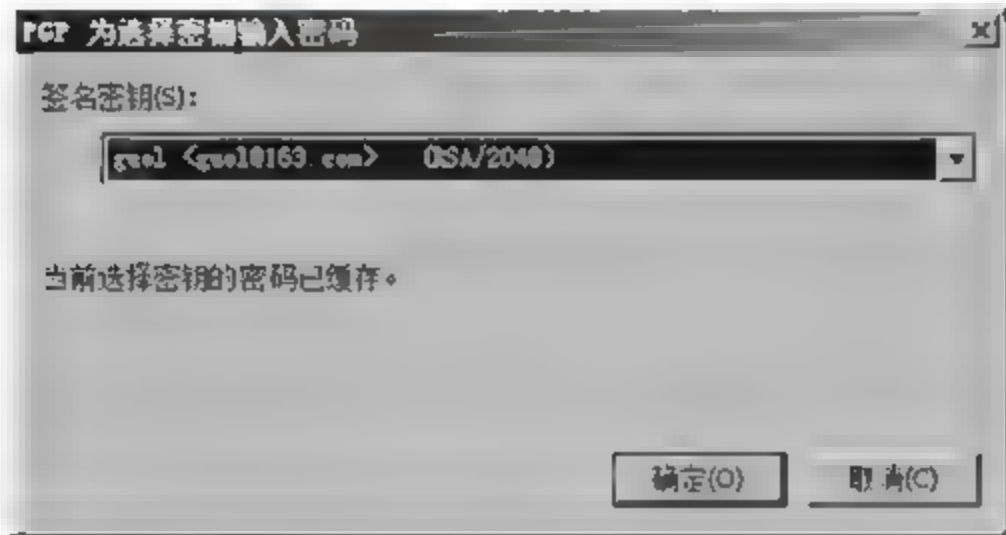 PGP 为选择密钥输入密码
签名密钥(S):
guol <guol@163.com> (RSA/2048)
当前选择密钥的密码已缓存。
确定(O)
取消(C)